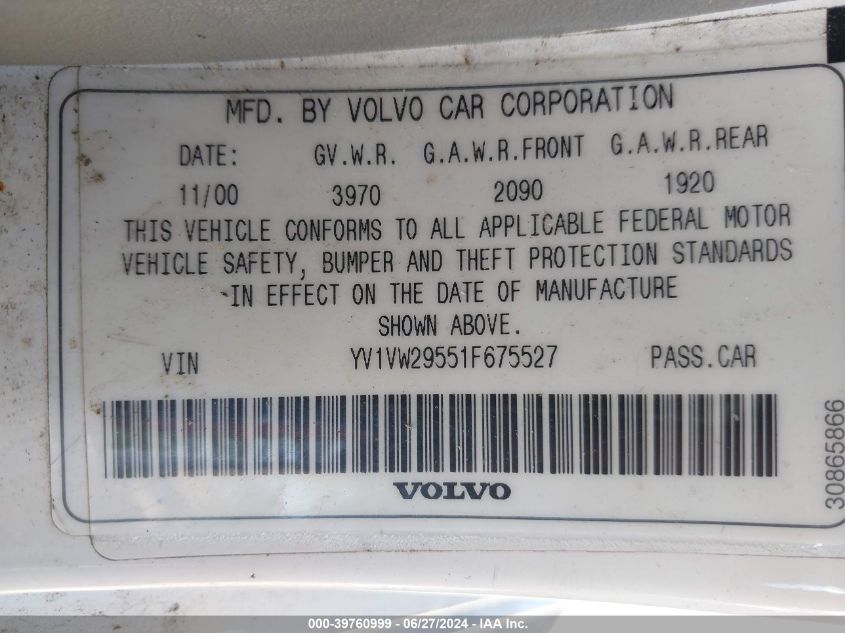 MFD. BY VOLVO CAR CORPORATION
DATE: GV.W.R. G.A.W.R.FRONT G.A.W.R.REAR
11/00 3970 2090 1920
THIS VEHICLE CONFORMS TO ALL APPLICABLE FEDERAL MOTOR
VEHICLE SAFETY, BUMPER AND THEFT PROTECTION STANDARDS
IN EFFECT ON THE DATE OF MANUFACTURE
SHOWN ABOVE.
VIN YV1VW29551F675527 PASS.CAR
VOLVO
30865866
000-39760999 - 06/27/2024 - IAA Inc.